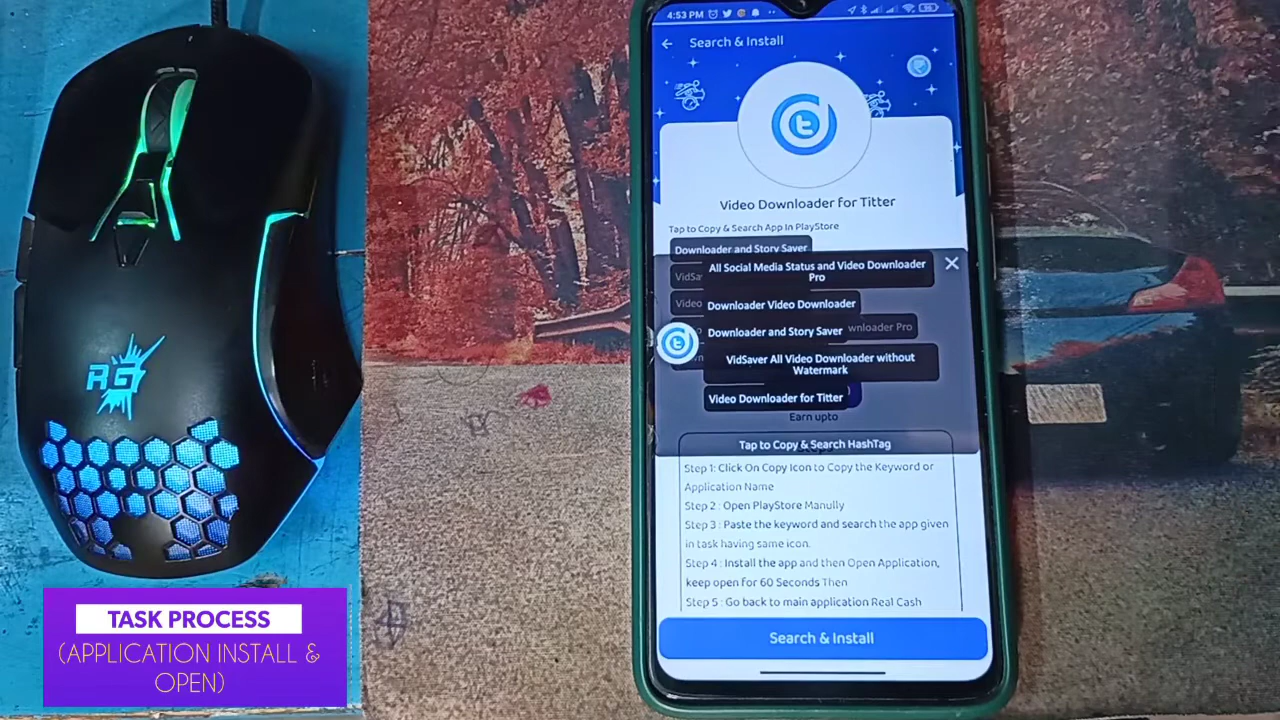 4:53 PM
Search & Install
Video Downloader for Titter
Tap to Copy & Search App In PlayStore
Downloader and Story Saver
All Social Media Status and Video Downloader
Pro
VidSa
Video
Downloader Video Downloader
Downloader and Story Saver
wnloader Pro
VidSaver All Video Downloader without
Watermark
Video Downloader for Titter
Earn upto
Tap to Copy & Search HashTag
Step 1: Click On Copy Icon to Copy the Keyword or
Application Name
Step 2 : Open PlayStore Manully
Step 3 : Paste the keyword and search the app given
in task having same icon.
Step 4 : Install the app and then Open Application,
keep open for 60 Seconds Then
Step 5 : Go back to main application Real Cash
Search & Install
RG
TASK PROCESS
(APPLICATION INSTALL &
OPEN)